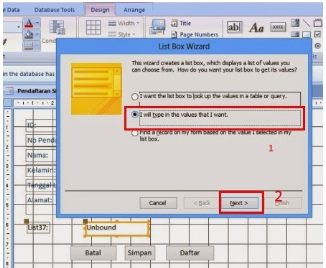 Data Database Tools Design Arrange
Width
Style
Title
Page Numbers
ab|
Aa
Cond
List Box Wizard
This wizard creates a list box, which displays a list of values you
can choose from. How do you want your list box to get its values?
I want the list box to look up the values in a table or query.
I will type in the values that I want.
Find a record on my form based on the value I selected in my
list box.
1
Cancel < Back Next > Finish
2
n the database has
Pendaftaran S
ID:
No Penda
Nama:
Kelamin:
Tanggal
Alamat:
List37: Unbound
Batal Simpan Daftar